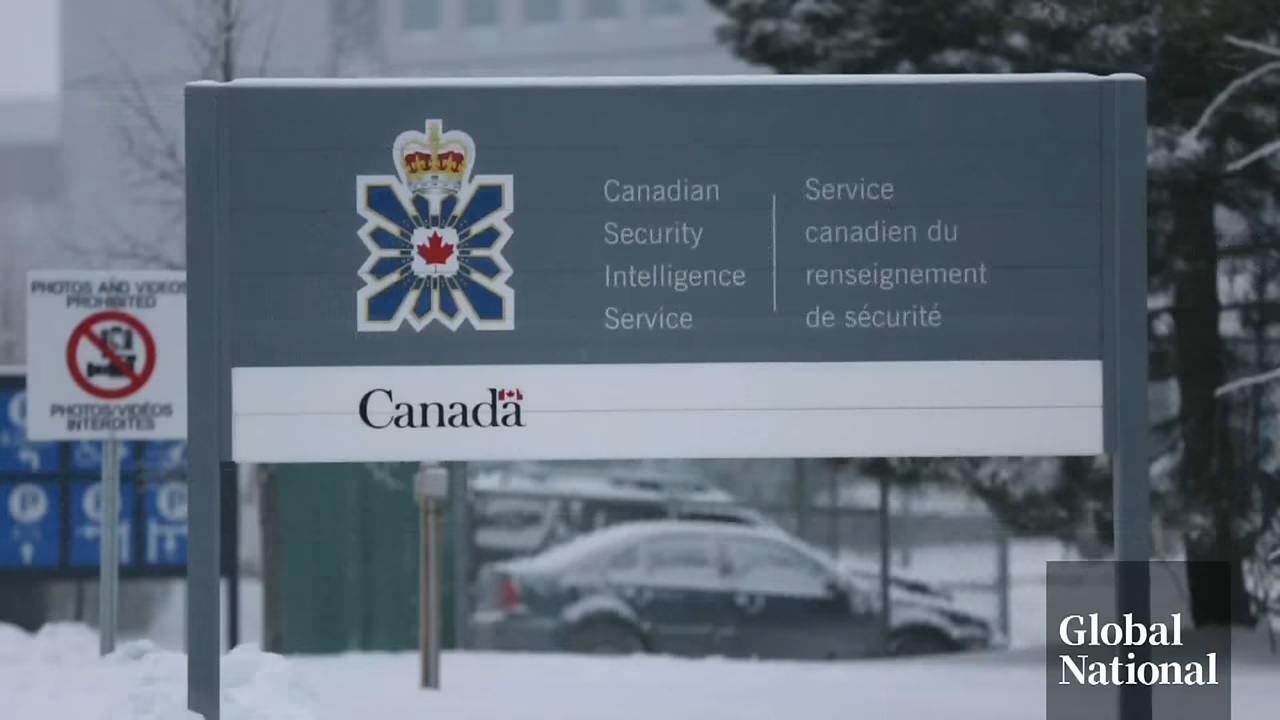 Canadian
Security
Intelligence
Service
Service
canadien du
renseignement
de sécurité
Canada
PHOTOS AND VIDEOS
PROHIBITED
PHOTOS/VIDÉOS
INTERDITES
P
P
P
Global
National